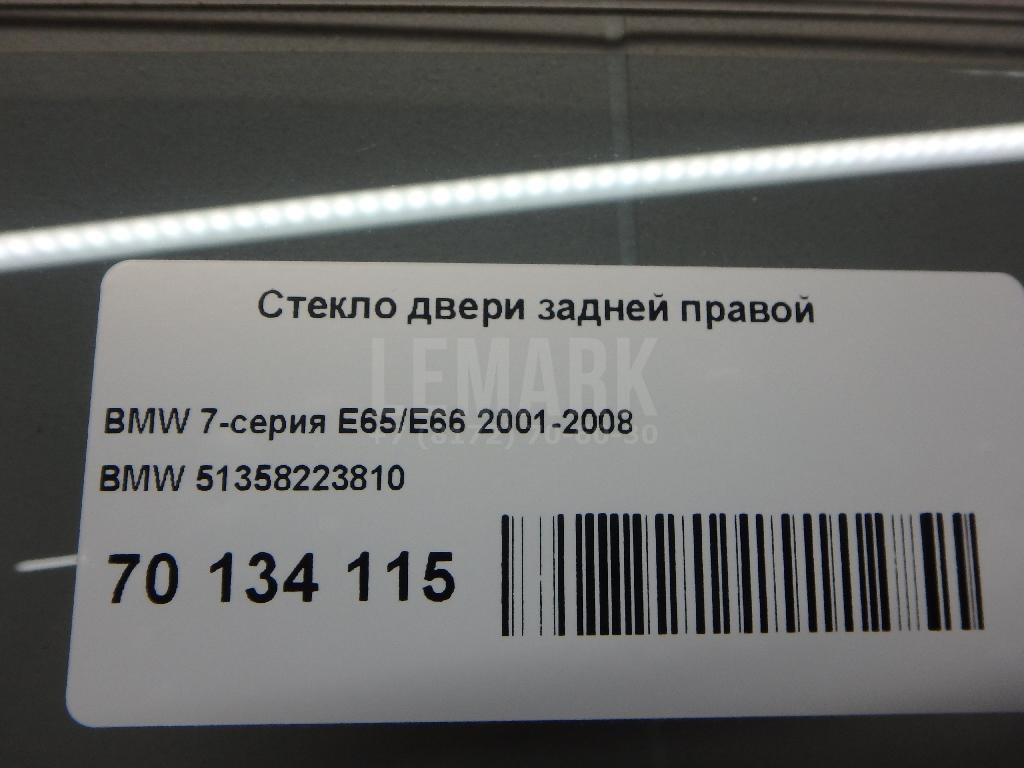 Стекло двери задней правой
LEMARK
BMW 7-серия E65/E66 2001-2008
BMW 51358223810
70 134 115